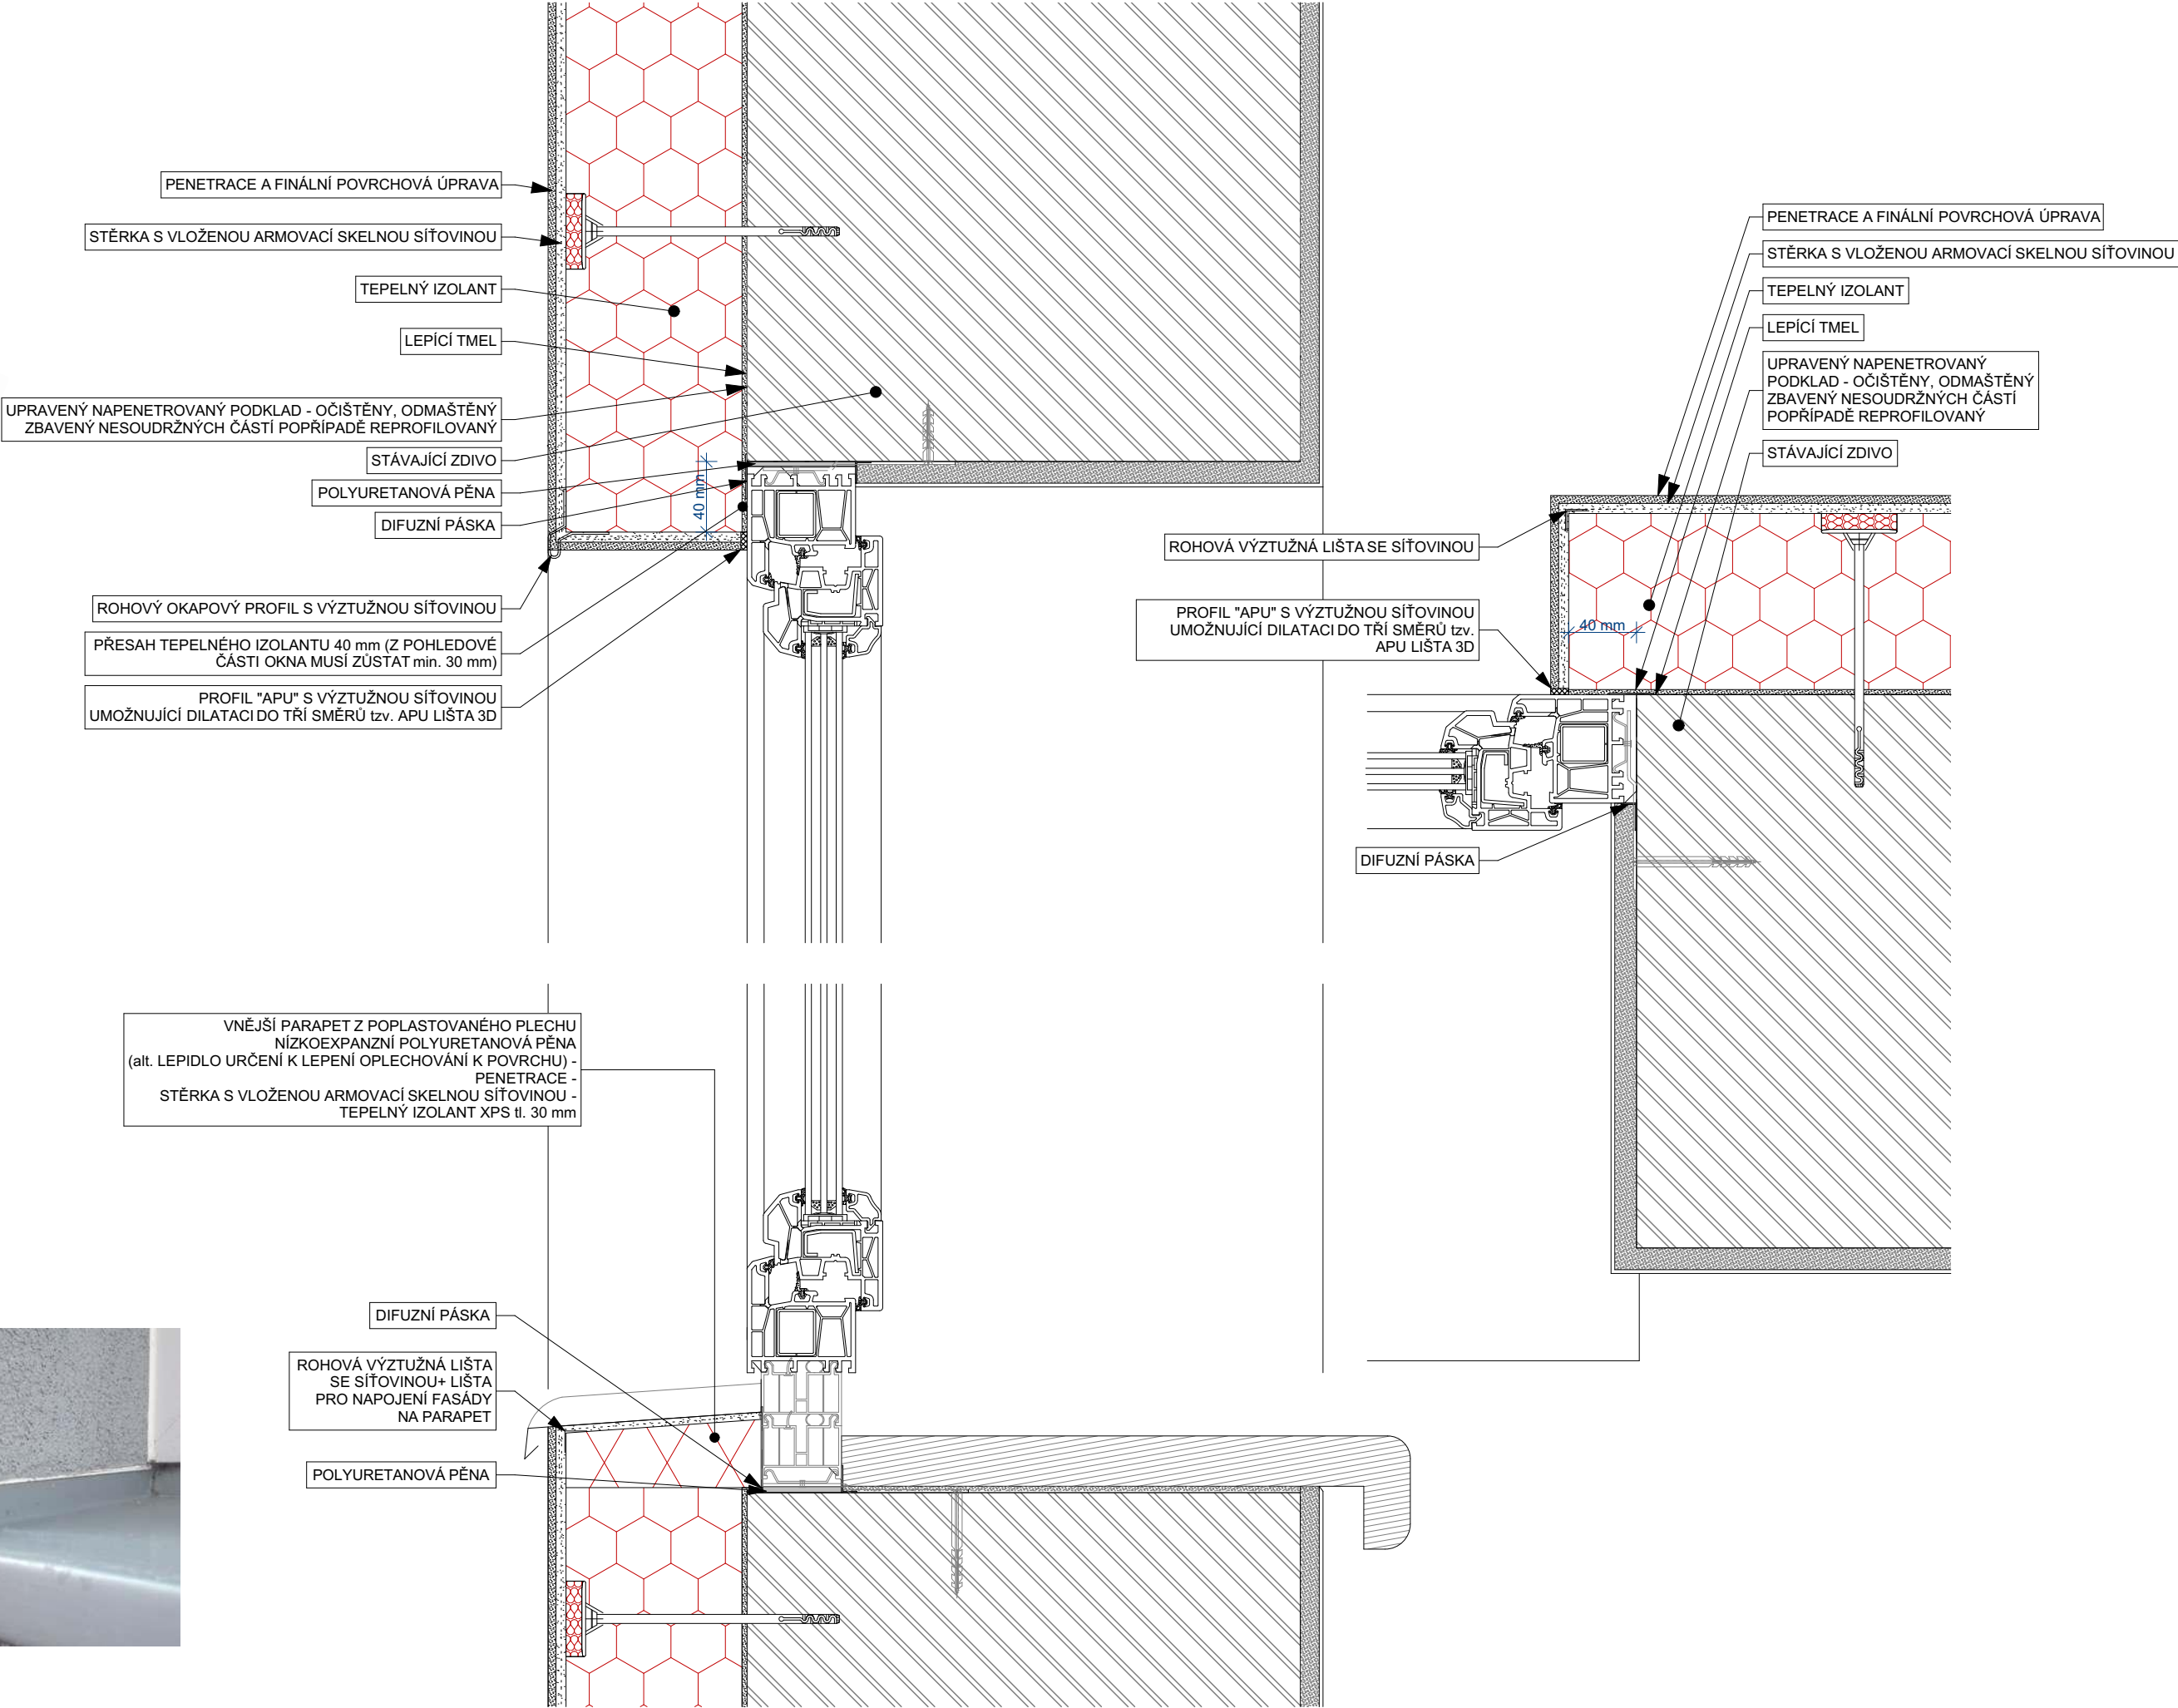 PENETRACE A FINÁLNÍ POVRCHOVÁ ÚPRAVA
STĚRKA S VLOŽENOU ARMOVACÍ SKELNOU SÍŤOVINOU
TEPELNÝ IZOLANT
LEPÍCÍ TMEL
UPRAVENÝ NAPENETROVANÝ PODKLAD - OČIŠTĚNY, ODMAŠTĚNÝ
ZBAVENÝ NESOUDRŽNÝCH ČÁSTÍ POPŘÍPADĚ REPROFILOVANÝ
STÁVAJÍCÍ ZDIVO
POLYURETANOVÁ PĚNA
DIFUZNÍ PÁSKA
40 mm
ROHOVÝ OKAPOVÝ PROFIL S VÝZTUŽNOU SÍŤOVINOU
PŘESAH TEPELNÉHO IZOLANTU 40 mm (Z POHLEDOVÉ
ČÁSTI OKNA MUSÍ ZŮSTAT min. 30 mm)
PROFIL "APU" S VÝZTUŽNOU SÍŤOVINOU
UMOŽNUJÍCÍ DILATACI DO TŘÍ SMĚRŮ tzv. APU LIŠTA 3D
VNĚJŠÍ PARAPET Z POPLASTOVANÉHO PLECHU
NÍZKOEXPANZNÍ POLYURETANOVÁ PĚNA
(alt. LEPIDLO URČENÍ K LEPENÍ OPLECHOVÁNÍ K POVRCHU) -
PENETRACE -
STĚRKA S VLOŽENOU ARMOVACÍ SKELNOU SÍŤOVINOU -
TEPELNÝ IZOLANT XPS tl. 30 mm
DIFUZNÍ PÁSKA
ROHOVÁ VÝZTUŽNÁ LIŠTA
SE SÍŤOVINOU+ LIŠTA
PRO NAPOJENÍ FASÁDY
NA PARAPET
POLYURETANOVÁ PĚNA
PENETRACE A FINÁLNÍ POVRCHOVÁ ÚPRAVA
STĚRKA S VLOŽENOU ARMOVACÍ SKELNOU SÍŤOVINOU
TEPELNÝ IZOLANT
LEPÍCÍ TMEL
UPRAVENÝ NAPENETROVANÝ
PODKLAD - OČIŠTĚNY, ODMAŠTĚNÝ
ZBAVENÝ NESOUDRŽNÝCH ČÁSTÍ
POPŘÍPADĚ REPROFILOVANÝ
STÁVAJÍCÍ ZDIVO
ROHOVÁ VÝZTUŽNÁ LIŠTA SE SÍŤOVINOU
PROFIL "APU" S VÝZTUŽNOU SÍŤOVINOU
UMOŽNUJÍCÍ DILATACI DO TŘÍ SMĚRŮ tzv.
APU LIŠTA 3D
40 mm
DIFUZNÍ PÁSKA